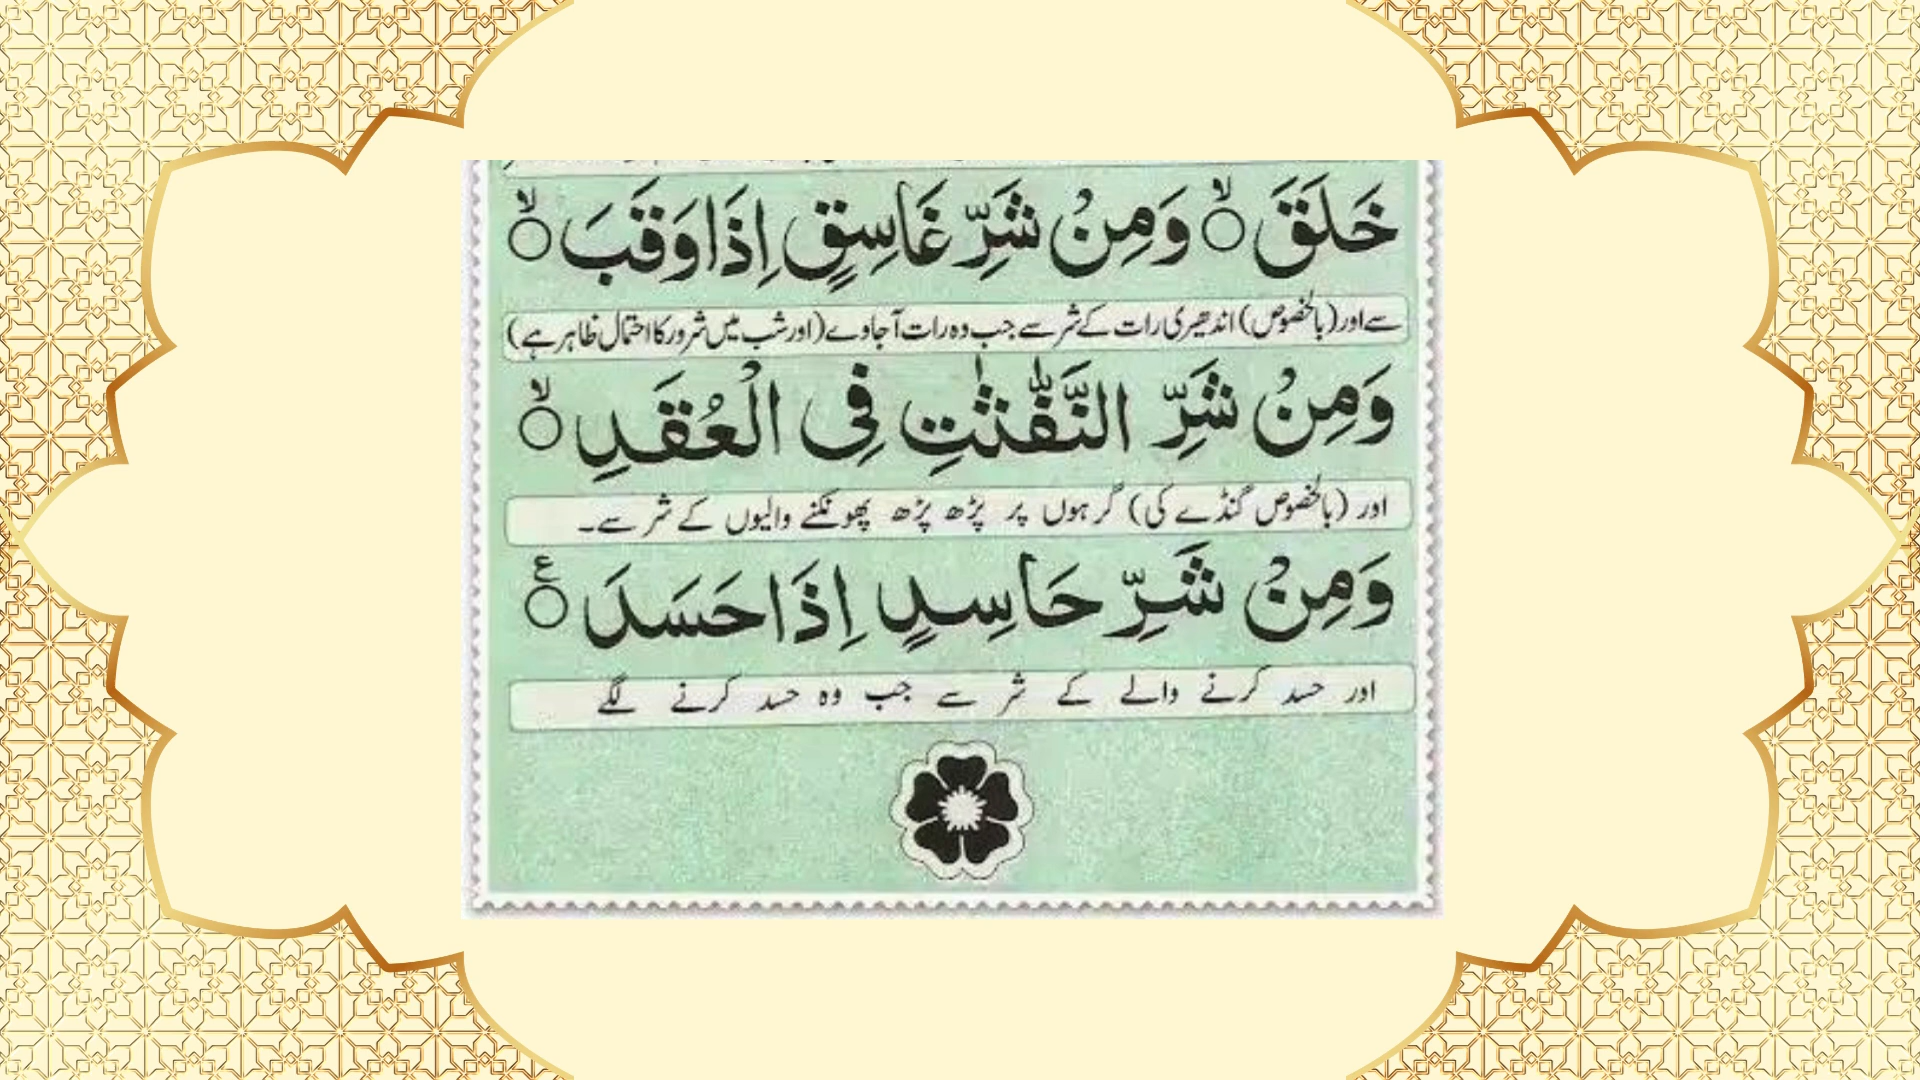 خَلَقَ ۙ وَمِنْ شَرِّ غَاسِقٍ اِذَا وَقَبَ ۙ
سے اور (بالخصوص) اندھیری رات کے شر سے جب وہ رات آ جاوے (اور شب میں شرور کا احتمال ظاہر ہے)
وَمِنْ شَرِّ النَّفّٰثٰتِ فِی الْعُقَدِ ۙ
اور (بالخصوص گنڈے کی) گرہوں پر پڑھ پڑھ پھونکنے والیوں کے شر سے۔
وَمِنْ شَرِّ حَاسِدٍ اِذَا حَسَدَ ۠ ع
اور حسد کرنے والے کے شر سے جب وہ حسد کرنے لگے